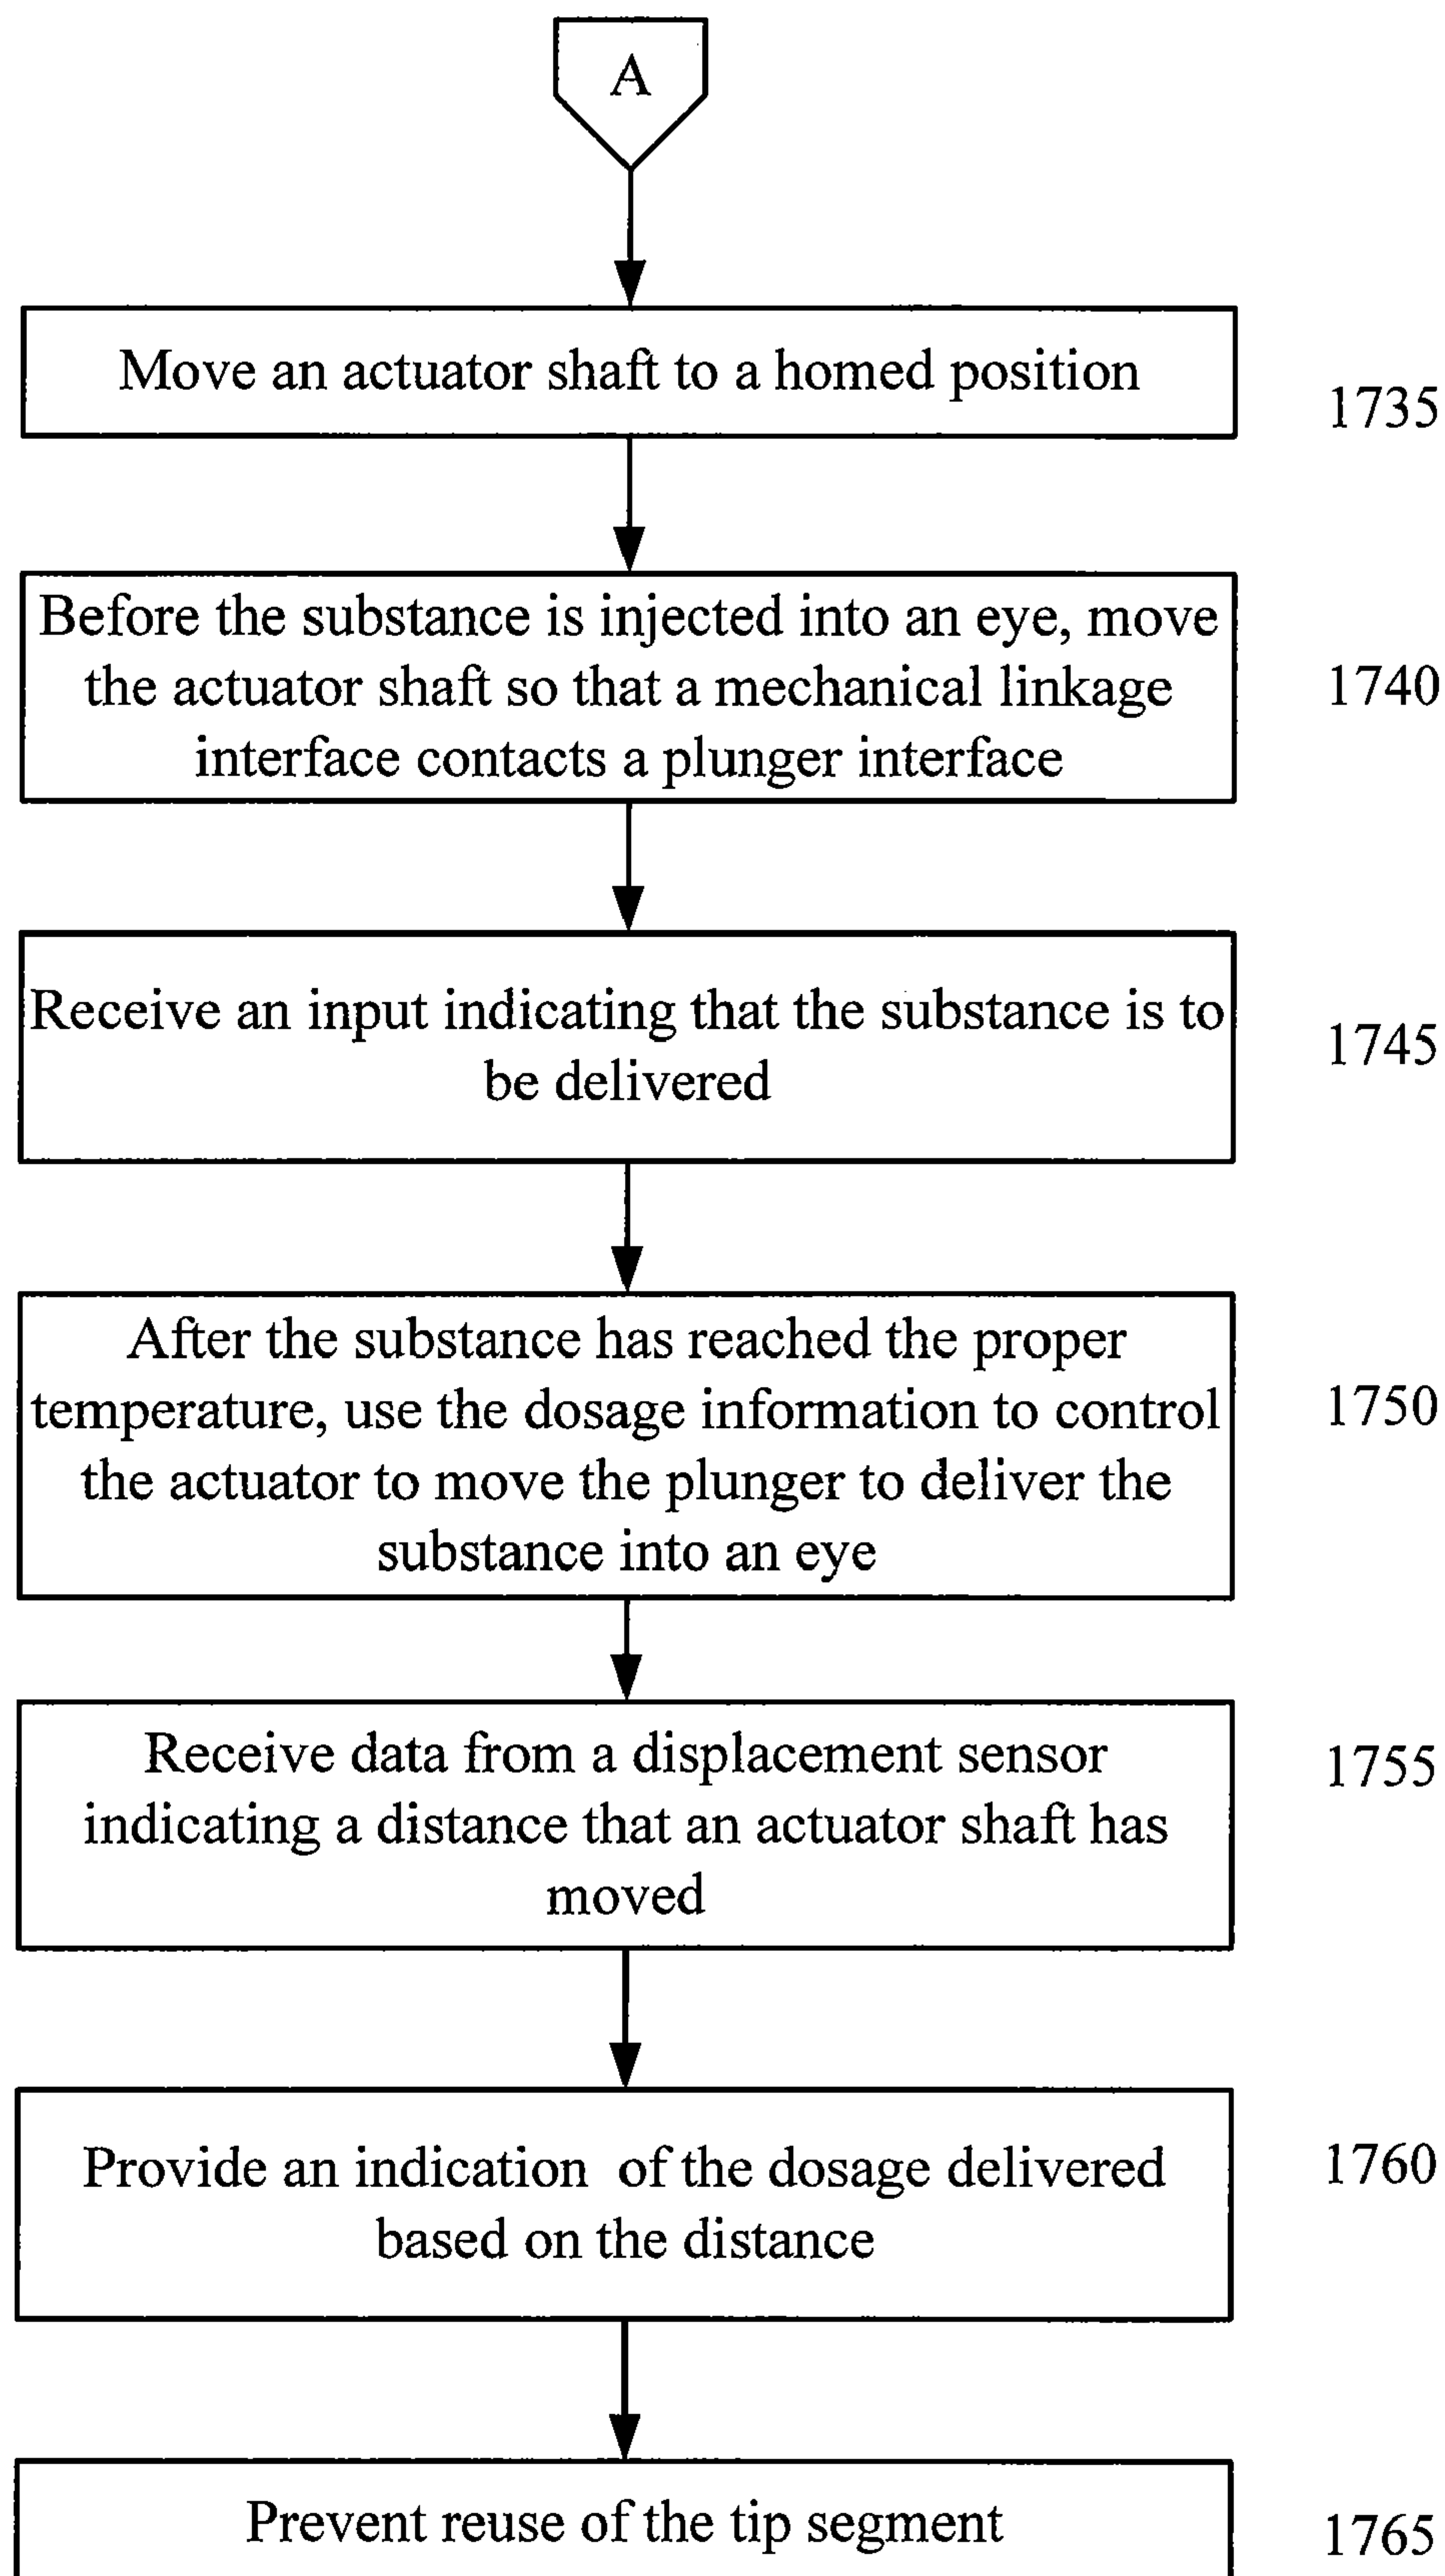 A
Move an actuator shaft to a homed position
1735
Before the substance is injected into an eye, move
the actuator shaft so that a mechanical linkage
interface contacts a plunger interface
1740
Receive an input indicating that the substance is to
be delivered
1745
After the substance has reached the proper
temperature, use the dosage information to control
the actuator to move the plunger to deliver the
substance into an eye
1750
Receive data from a displacement sensor
indicating a distance that an actuator shaft has
moved
1755
Provide an indication of the dosage delivered
based on the distance
1760
Prevent reuse of the tip segment
1765